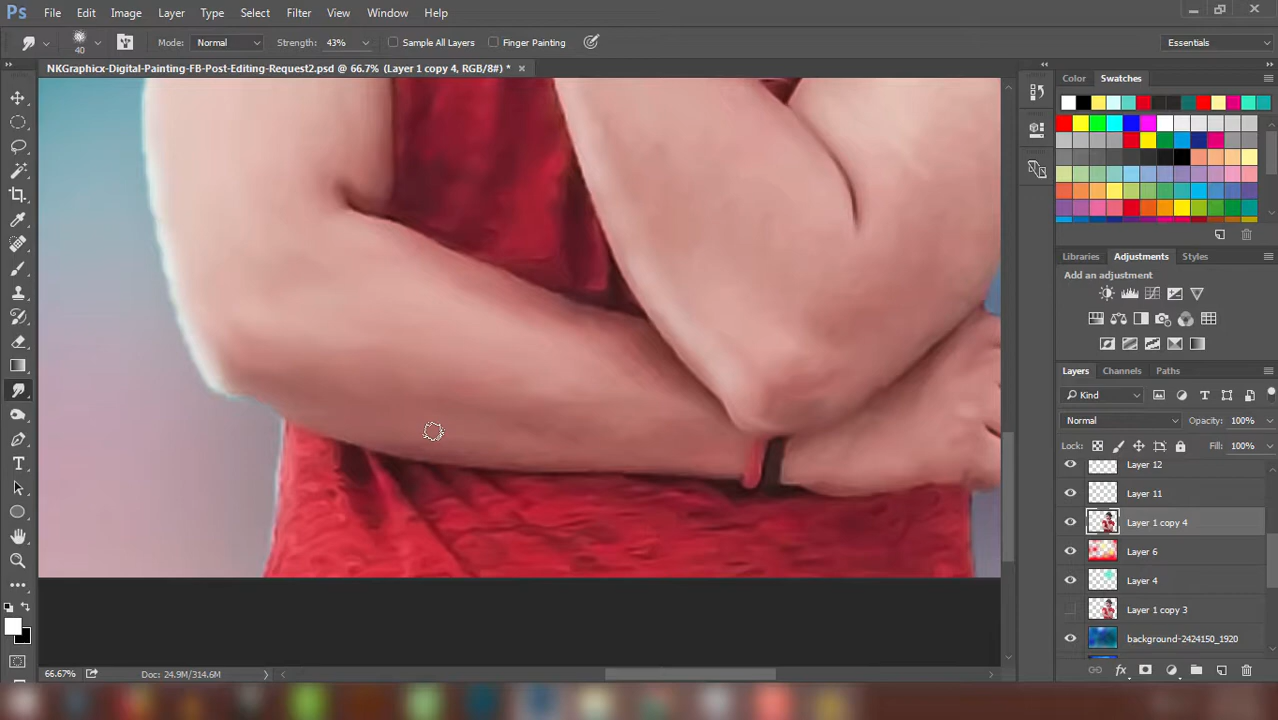 Ps File Edit Image Layer Type Select Filter View Window Help
40 Mode: Normal Strength: 43% Sample All Layers Finger Painting Essentials
NKGraphicx-Digital-Painting-FB-Post-Editing-Request2.psd @ 66.7% (Layer 1 copy 4, RGB/8#) * ×
Color Swatches
Libraries Adjustments Styles
Add an adjustment
Layers Channels Paths
Kind
Normal Opacity: 100%
Lock: Fill: 100%
Layer 12
Layer 11
Layer 1 copy 4
Layer 6
Layer 4
Layer 1 copy 3
background-2424150_1920
66.67% Doc: 24.9M/314.6M
fx